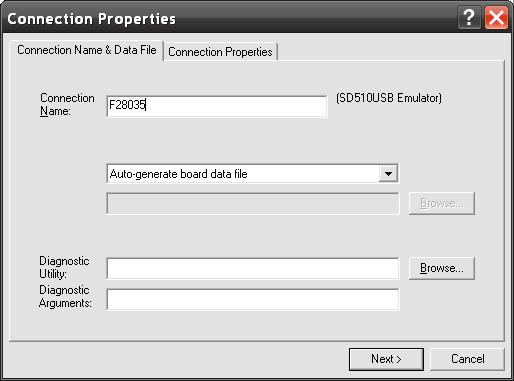 Connection Properties
Connection Name & Data File Connection Properties
Connection
Name: F28035 (SD510USB Emulator)
Auto-generate board data file
Browse...
Diagnostic
Utility: Browse...
Diagnostic
Arguments:
Next > Cancel